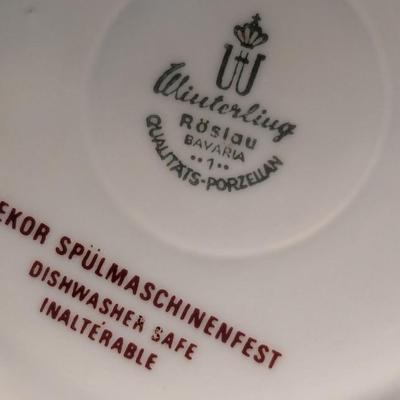 Winterling
Röslau
BAVARIA
••1••
QUALITÄTS-PORZELLAN
EKOR SPÜLMASCHINENFEST
DISHWASHER SAFE
INALTÉRABLE